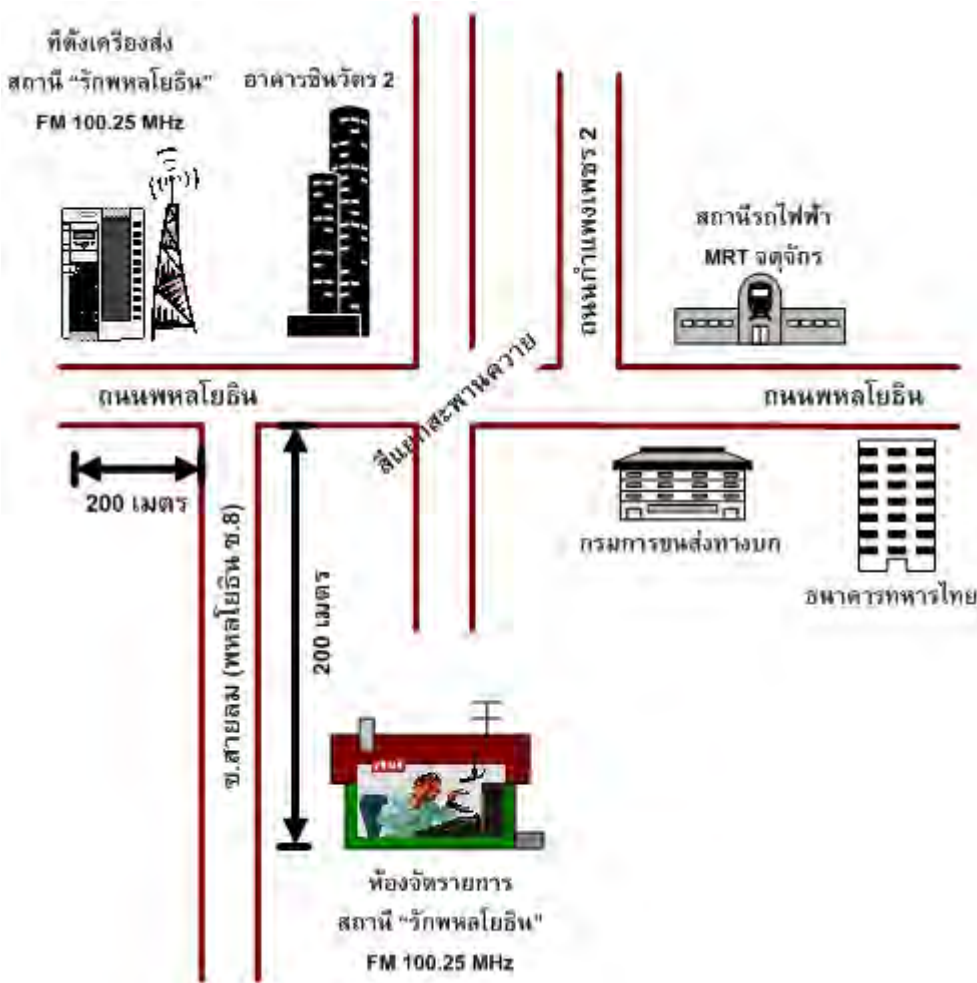 ที่ตั้งเครื่องส่ง
สถานี “รักพหลโยธิน”
FM 100.25 MHz
อาคารชินวัตร 2
ถนนกำแพงเพชร 2
สถานีรถไฟฟ้า
MRT จตุจักร
ถนนพหลโยธิน
สี่แยกสะพานควาย
ถนนพหลโยธิน
200 เมตร
ซ.สายลม (พหลโยธิน ซ.8)
200 เมตร
กรมการขนส่งทางบก
ธนาคารทหารไทย
ห้องจัดรายการ
สถานี “รักพหลโยธิน”
FM 100.25 MHz